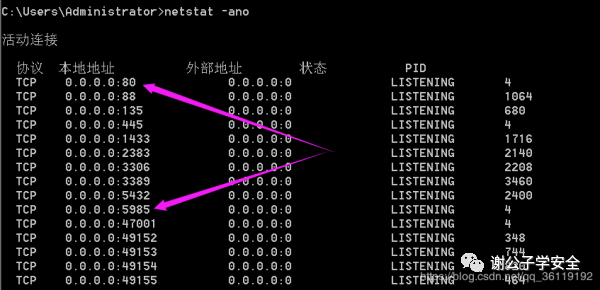 C:\Users\Administrator>netstat -ano
活动连接
协议 本地地址 外部地址 状态 PID
TCP 0.0.0.0:80 0.0.0.0:0 LISTENING 4
TCP 0.0.0.0:88 0.0.0.0:0 LISTENING 1064
TCP 0.0.0.0:135 0.0.0.0:0 LISTENING 680
TCP 0.0.0.0:445 0.0.0.0:0 LISTENING 4
TCP 0.0.0.0:1433 0.0.0.0:0 LISTENING 1716
TCP 0.0.0.0:2383 0.0.0.0:0 LISTENING 2140
TCP 0.0.0.0:3306 0.0.0.0:0 LISTENING 2208
TCP 0.0.0.0:3389 0.0.0.0:0 LISTENING 3460
TCP 0.0.0.0:5432 0.0.0.0:0 LISTENING 2400
TCP 0.0.0.0:5985 0.0.0.0:0 LISTENING 4
TCP 0.0.0.0:47001 0.0.0.0:0 LISTENING 4
TCP 0.0.0.0:49152 0.0.0.0:0 LISTENING 348
TCP 0.0.0.0:49153 0.0.0.0:0 LISTENING 744
TCP 0.0.0.0:49154 0.0.0.0:0 LISTENING
TCP 0.0.0.0:49155 0.0.0.0:0 LISTENING 464
谢公子学安全
https://blog.csdn.net/qq_36119192